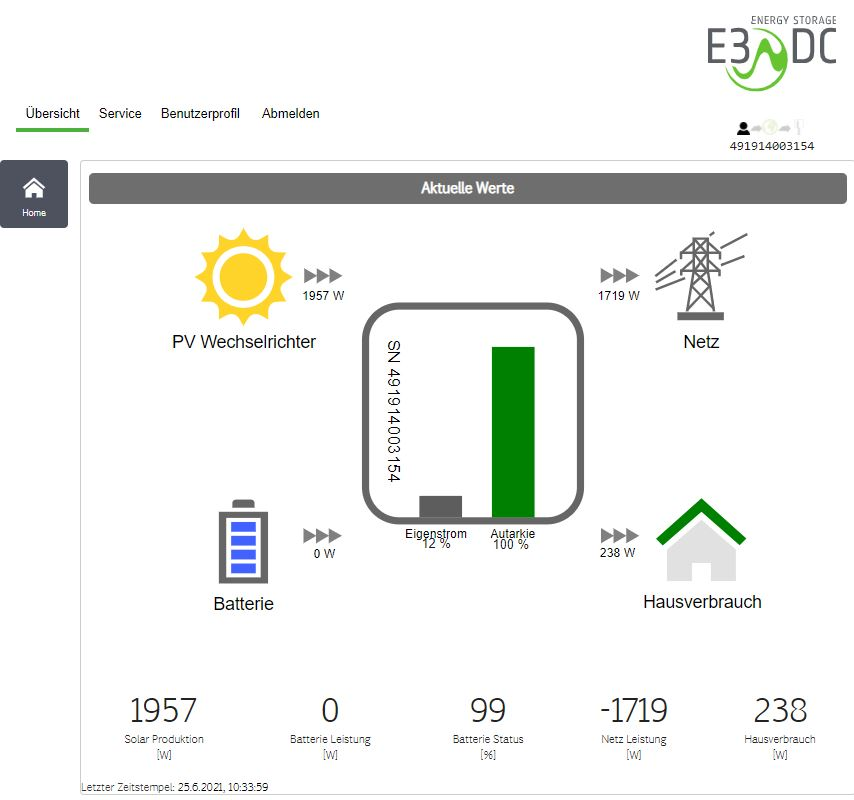 ENERGY STORAGE
E3 DC
Übersicht Service Benutzerprofil Abmelden
491914003154
Home
Aktuelle Werte
1957 W
1719 W
PV Wechselrichter
Netz
SN 491914003154
Eigenstrom Autarkie
12 % 100 %
0 W
238 W
Batterie
Hausverbrauch
1957 0 99 -1719 238
Solar Produktion Batterie Leistung Batterie Status Netz Leistung Hausverbrauch
[W] [W] [%] [W] [W]
Letzter Zeitstempel: 25.6.2021, 10:33:59